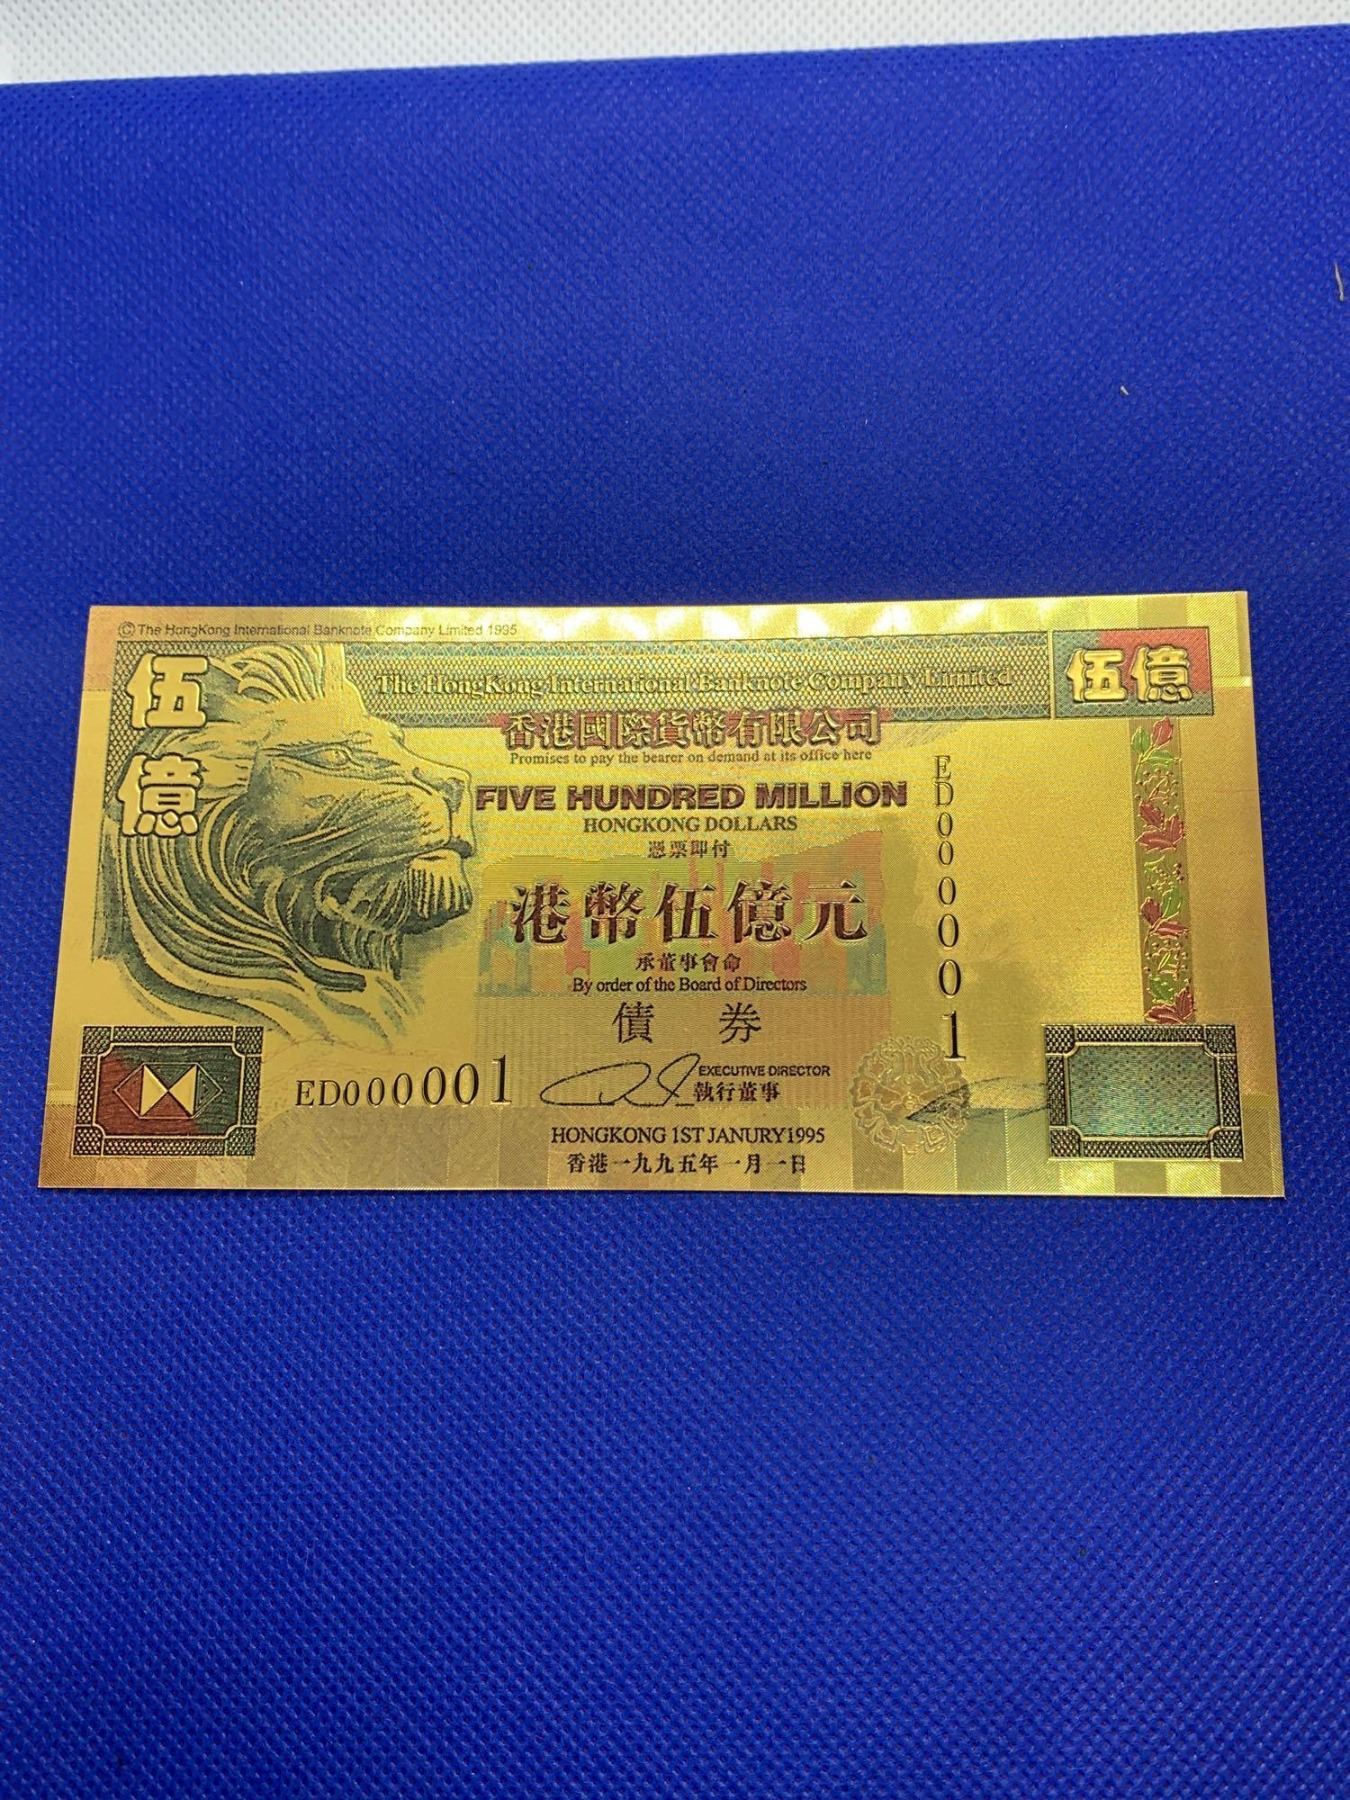 © The HongKong International Banknote Company Limited 1995
伍億
The HongKong International Banknote Company Limited
伍億
香港國際貨幣有限公司
Promises to pay the bearer on demand at its office here
FIVE HUNDRED MILLION
HONGKONG DOLLARS
憑票即付
港幣伍億元
承董事會命
By order of the Board of Directors
債券
ED000001
ED000001
EXECUTIVE DIRECTOR
執行董事
HONGKONG 1ST JANURY1995
香港一九九五年一月一日